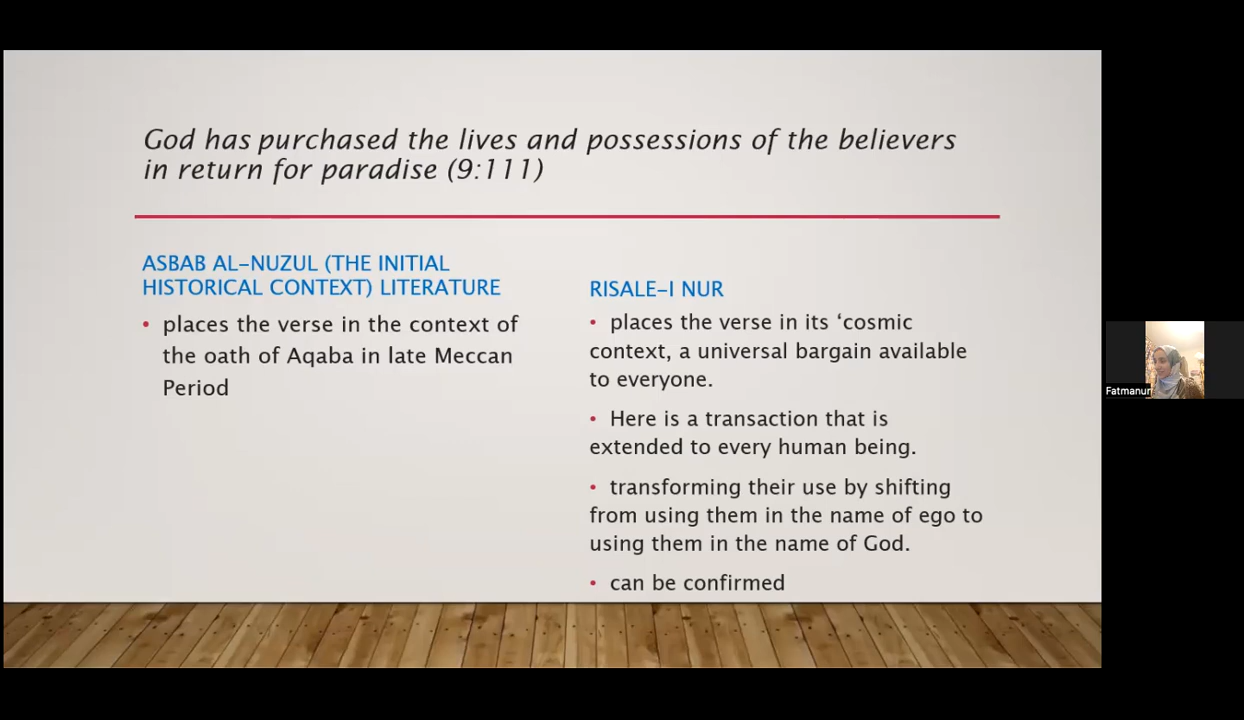 God has purchased the lives and possessions of the believers
in return for paradise (9:111)
ASBAB AL-NUZUL (THE INITIAL
HISTORICAL CONTEXT) LITERATURE
• places the verse in the context of
the oath of Aqaba in late Meccan
Period
RISALE-I NUR
• places the verse in its ‘cosmic
context, a universal bargain available
to everyone.
• Here is a transaction that is
extended to every human being.
• transforming their use by shifting
from using them in the name of ego to
using them in the name of God.
• can be confirmed
Fatmanur